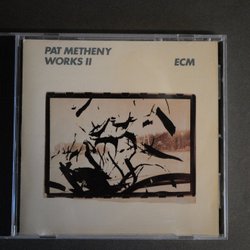 PAT METHENY
WORKS II
ECM